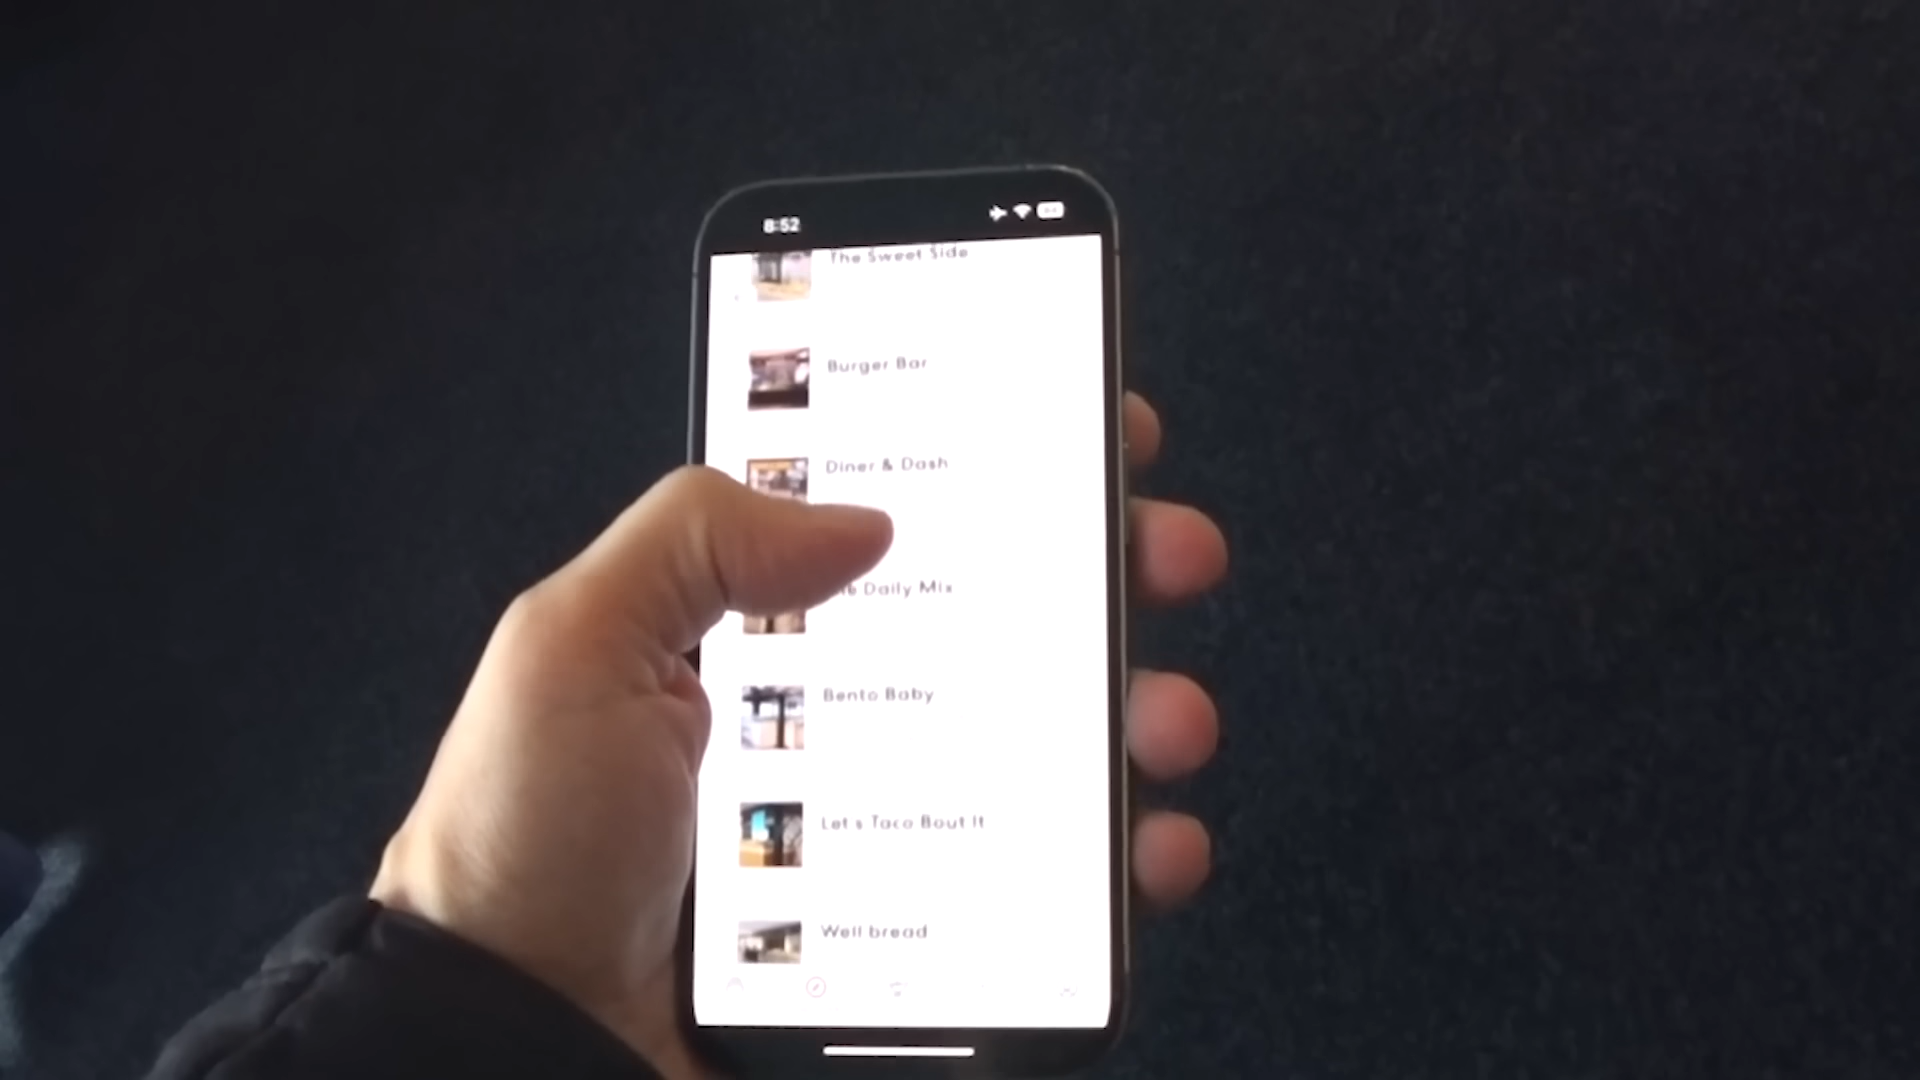 8:52
The Sweet Side
Burger Bar
Diner & Dash
Daily Mix
Bento Baby
Let s Taco Bout It
Well bread